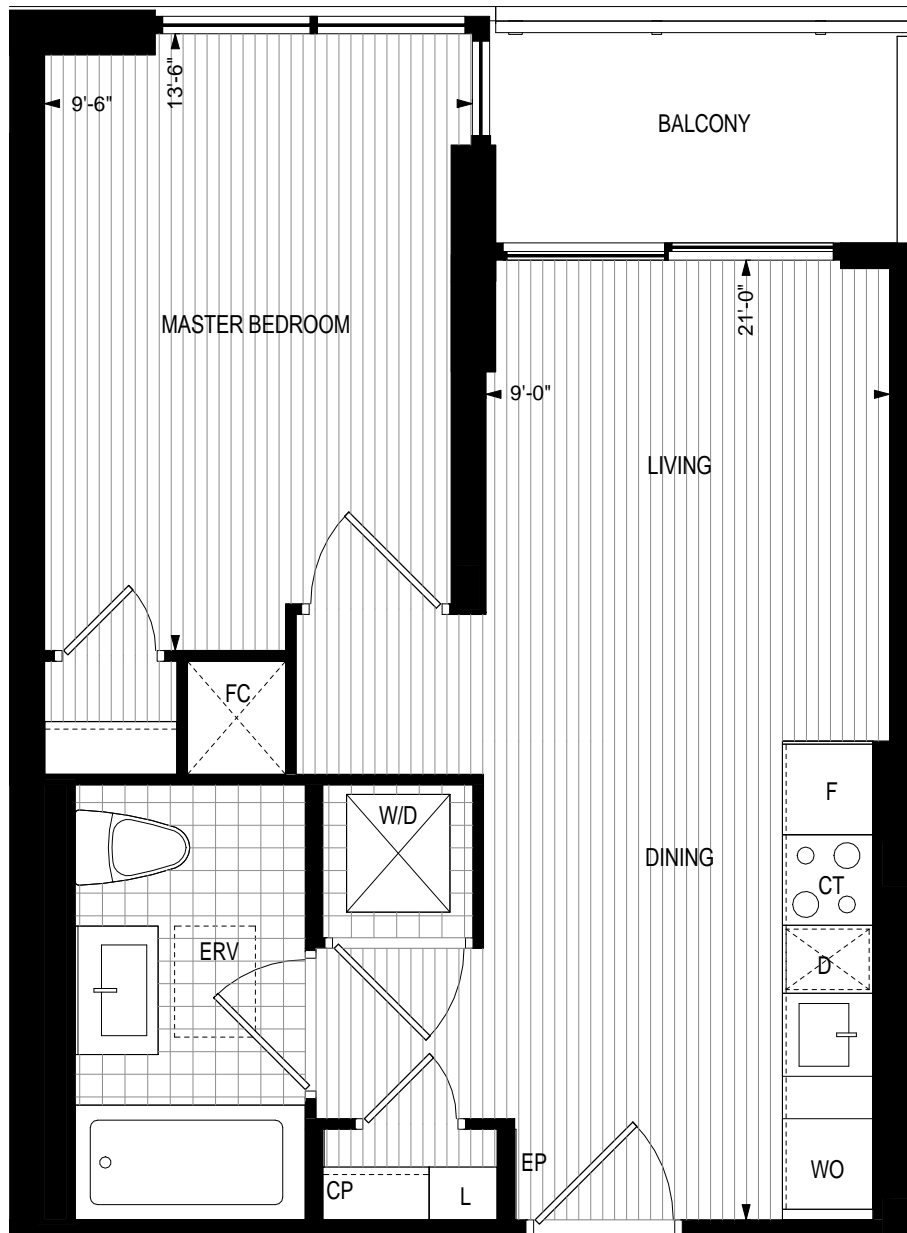 9'-6"
13'-6"
BALCONY
MASTER BEDROOM
21'-0"
9'-0"
LIVING
FC
F
W/D
DINING
CT
ERV
D
EP
WO
CP
L